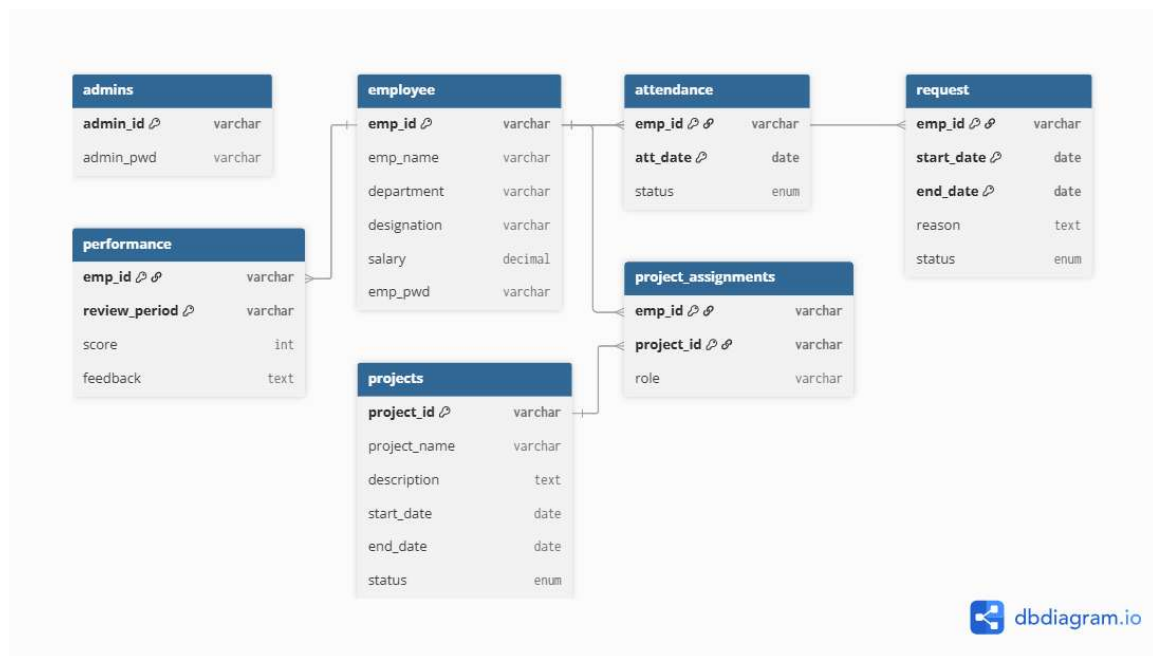 admins
admin_id varchar
admin_pwd varchar
performance
emp_id varchar
review_period varchar
score int
feedback text
employee
emp_id varchar
emp_name varchar
department varchar
designation varchar
salary decimal
emp_pwd varchar
projects
project_id varchar
project_name varchar
description text
start_date date
end_date date
status enum
attendance
emp_id varchar
att_date date
status enum
project_assignments
emp_id varchar
project_id varchar
role varchar
request
emp_id varchar
start_date date
end_date date
reason text
status enum
dbdiagram.io